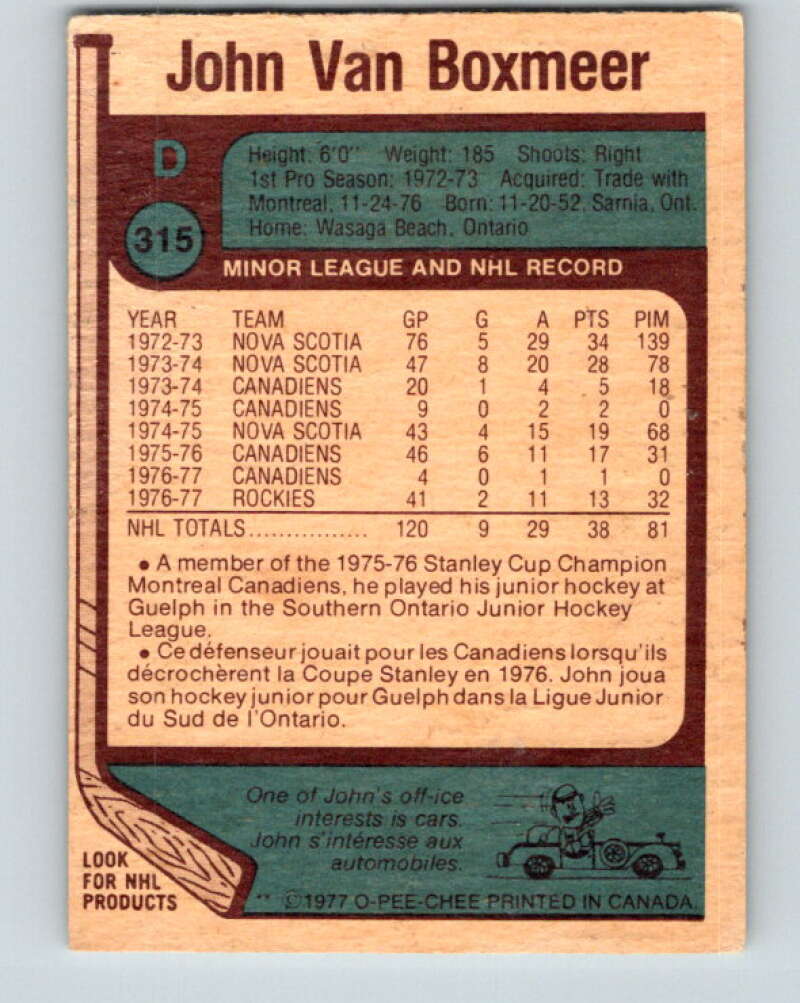 John Van Boxmeer
D
Height: 6'0" Weight: 185 Shoots: Right
1st Pro Season: 1972-73 Acquired: Trade with
Montreal, 11-24-76 Born: 11-20-52, Sarnia, Ont.
Home: Wasaga Beach, Ontario
315
MINOR LEAGUE AND NHL RECORD
YEAR TEAM GP G A PTS PIM
1972-73 NOVA SCOTIA 76 5 29 34 139
1973-74 NOVA SCOTIA 47 8 20 28 78
1973-74 CANADIENS 20 1 4 5 18
1974-75 CANADIENS 9 0 2 2 0
1974-75 NOVA SCOTIA 43 4 15 19 68
1975-76 CANADIENS 46 6 11 17 31
1976-77 CANADIENS 4 0 1 1 0
1976-77 ROCKIES 41 2 11 13 32
NHL TOTALS................ 120 9 29 38 81
• A member of the 1975-76 Stanley Cup Champion
Montreal Canadiens, he played his junior hockey at
Guelph in the Southern Ontario Junior Hockey
League.
• Ce défenseur jouait pour les Canadiens lorsqu'ils
décrochèrent la Coupe Stanley en 1976. John joua
son hockey junior pour Guelph dans la Ligue Junior
du Sud de l'Ontario.
One of John's off-ice
interests is cars.
John s'intéresse aux
automobiles.
LOOK
FOR NHL
PRODUCTS
** ©1977 O-PEE-CHEE PRINTED IN CANADA.